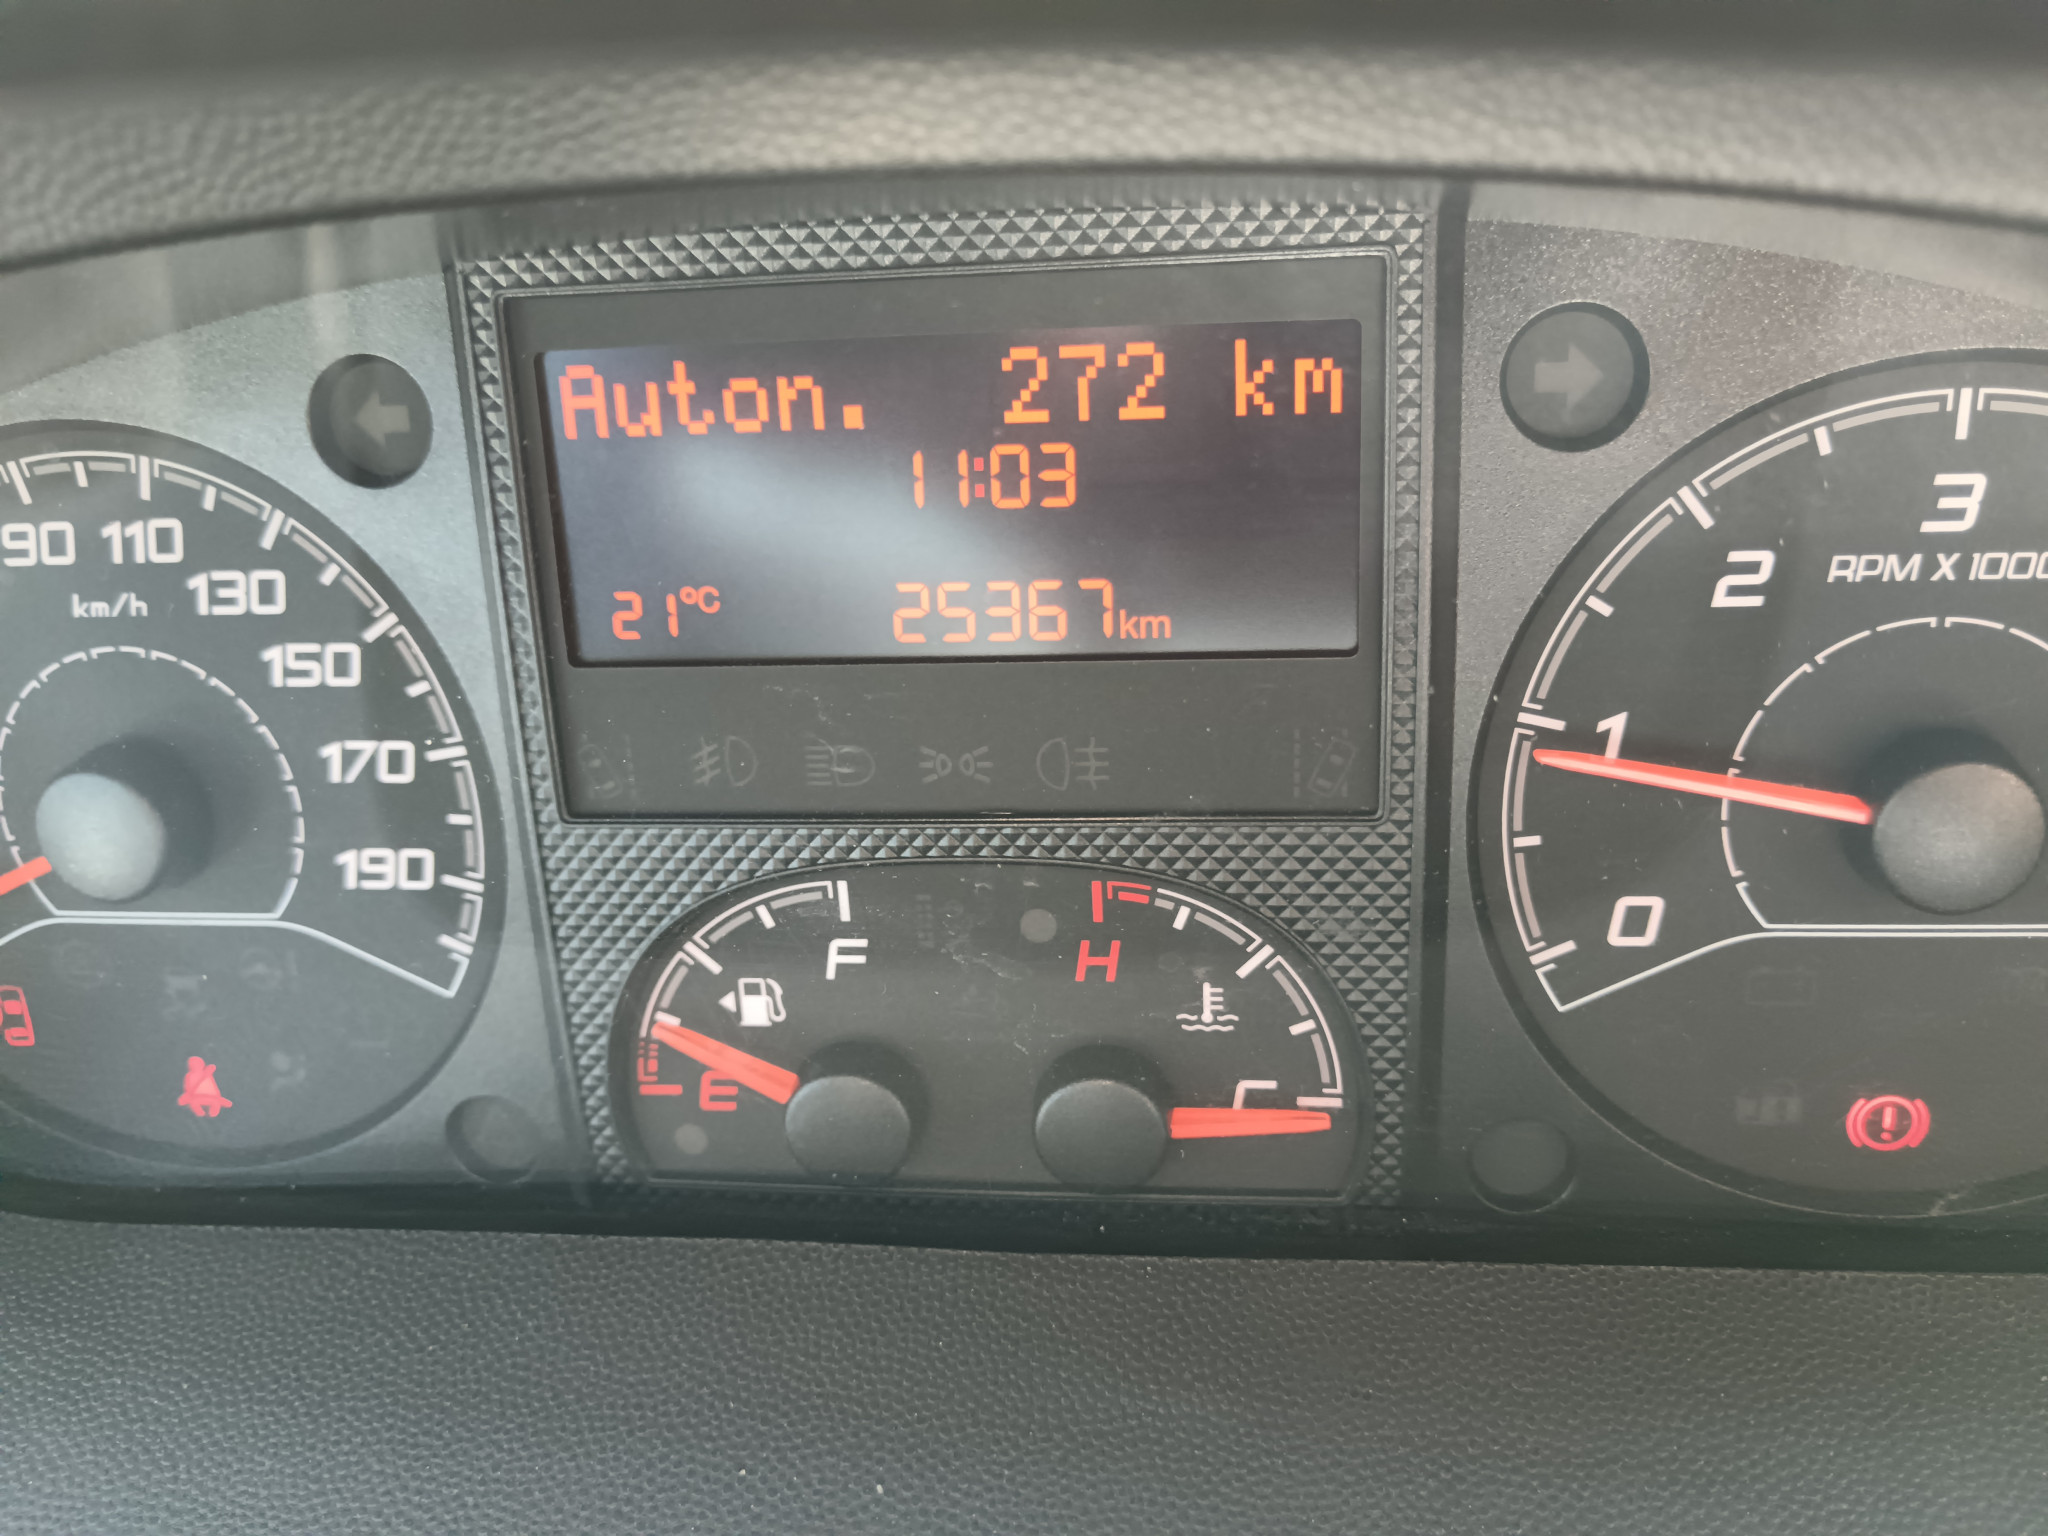 Auton. 272 km
11:03
21°C 25367km
90 110 130 150 170 190
km/h
0 1 2 3
RPM X 1000
E F
H C